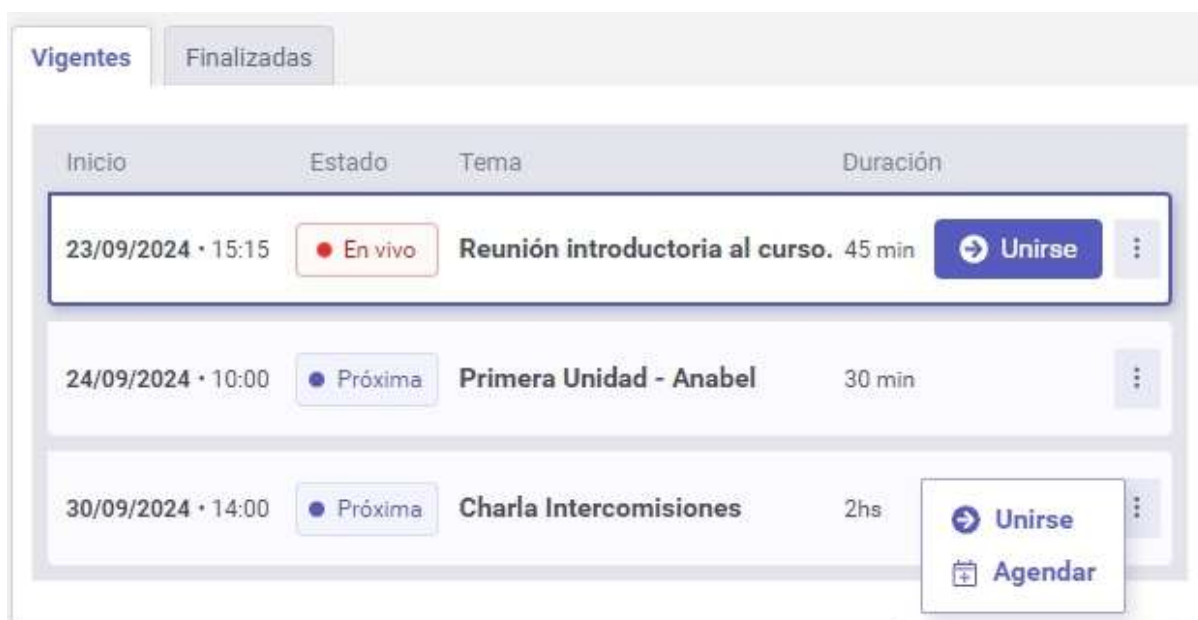 Vigentes Finalizadas
Inicio Estado Tema Duración
23/09/2024 · 15:15 En vivo Reunión introductoria al curso. 45 min Unirse
24/09/2024 · 10:00 Próxima Primera Unidad - Anabel 30 min
30/09/2024 · 14:00 Próxima Charla Intercomisiones 2hs
Unirse
Agendar